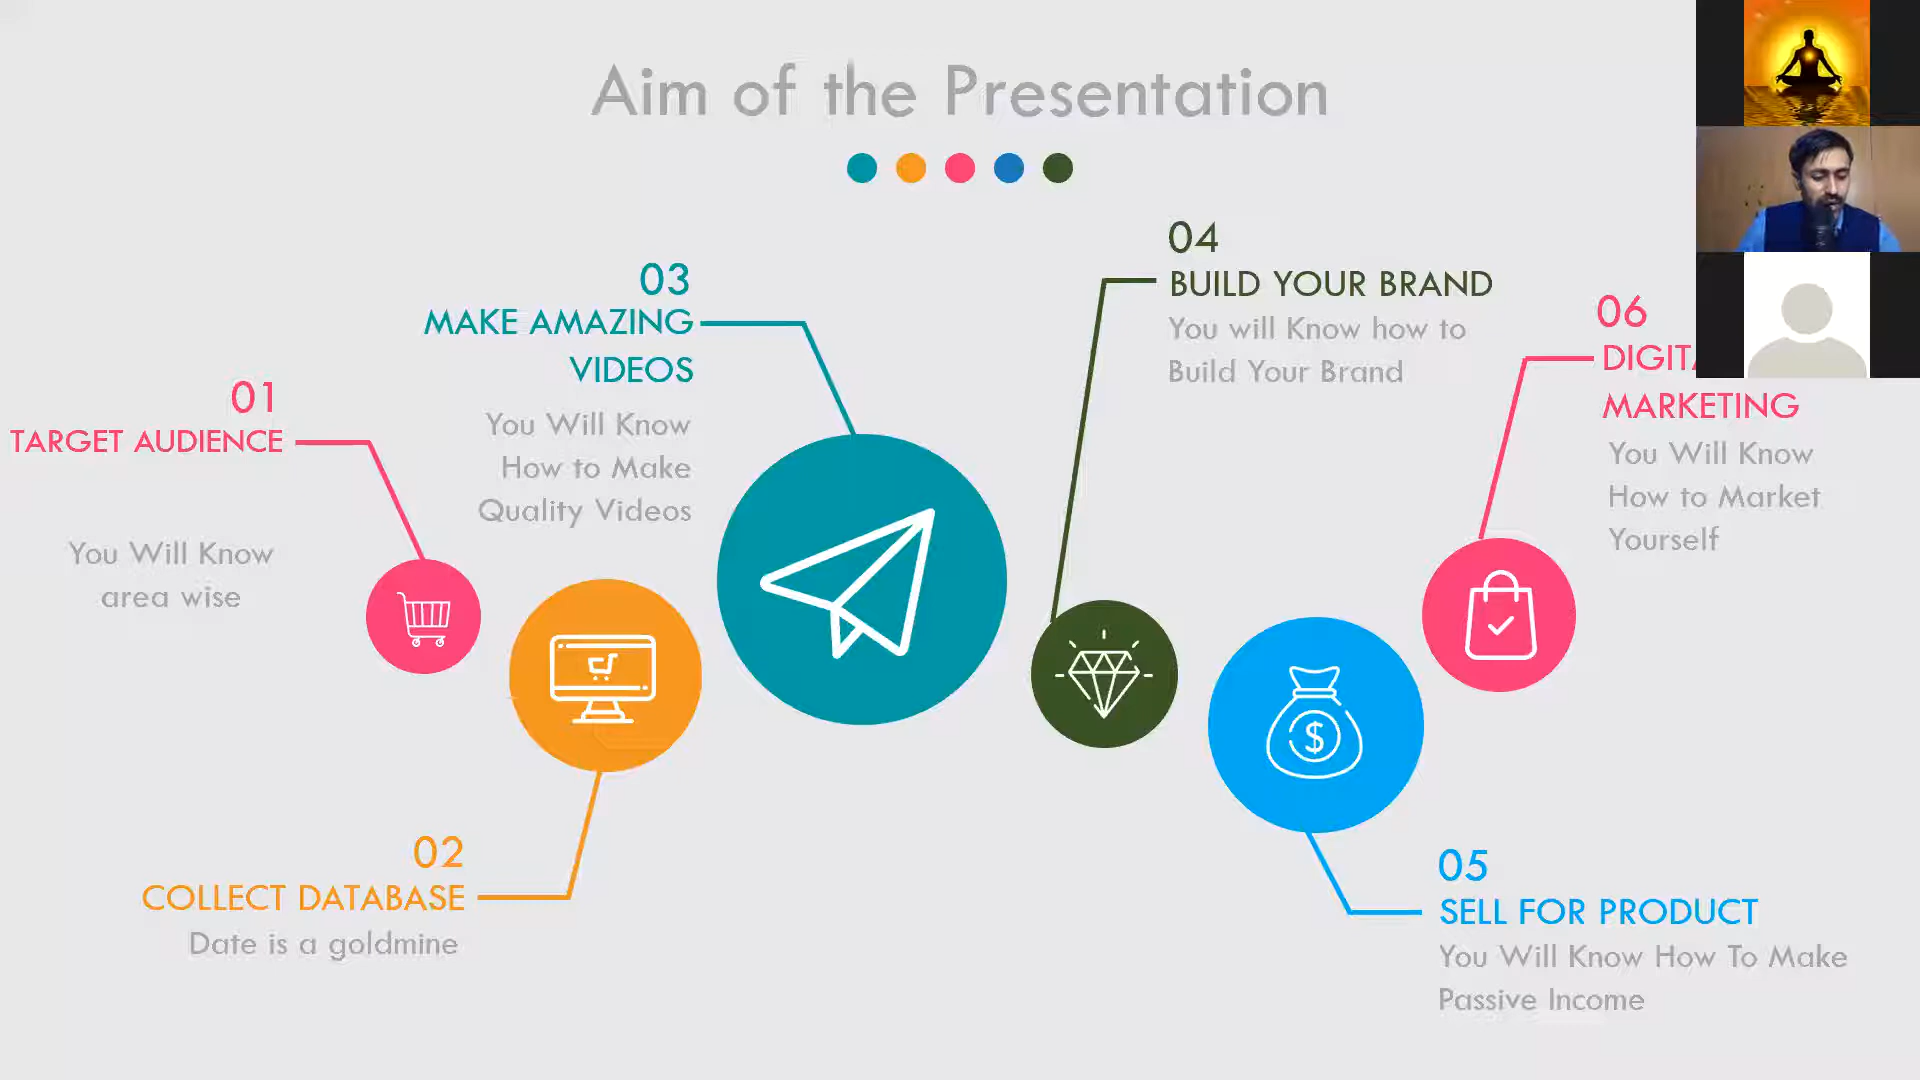 Aim of the Presentation
01
TARGET AUDIENCE
You Will Know
area wise
02
COLLECT DATABASE
Date is a goldmine
03
MAKE AMAZING
VIDEOS
You Will Know
How to Make
Quality Videos
04
BUILD YOUR BRAND
You will Know how to
Build Your Brand
05
SELL FOR PRODUCT
You Will Know How To Make
Passive Income
$
06
MARKETING
You Will Know
How to Market
Yourself